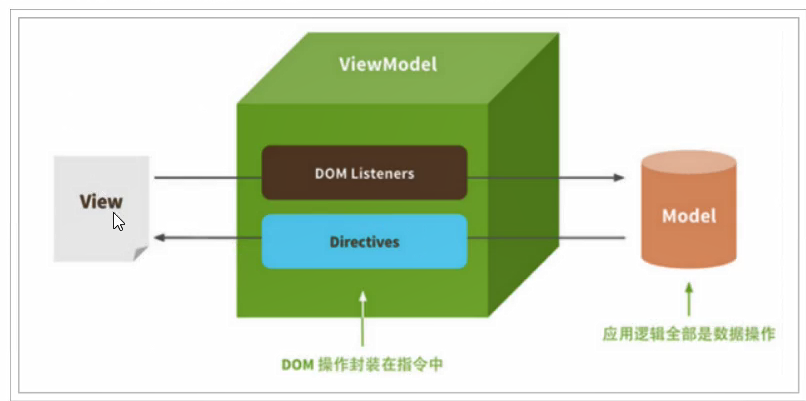 ViewModel
DOM Listeners
View
Model
Directives
应用逻辑全部是数据操作
DOM 操作封装在指令中